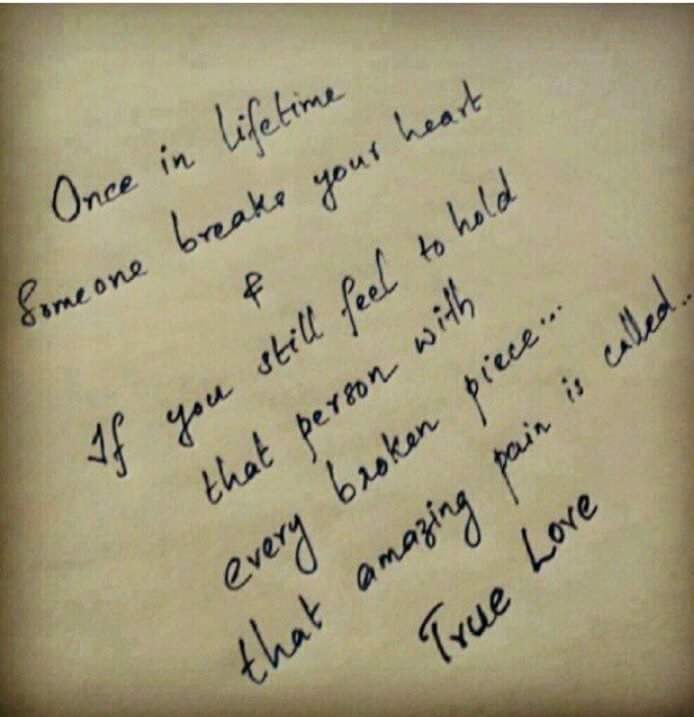 Once in lifetime
Someone breaks your heart
&
If you still feel to hold
that person with
every broken piece...
that amazing pain is called...
True Love